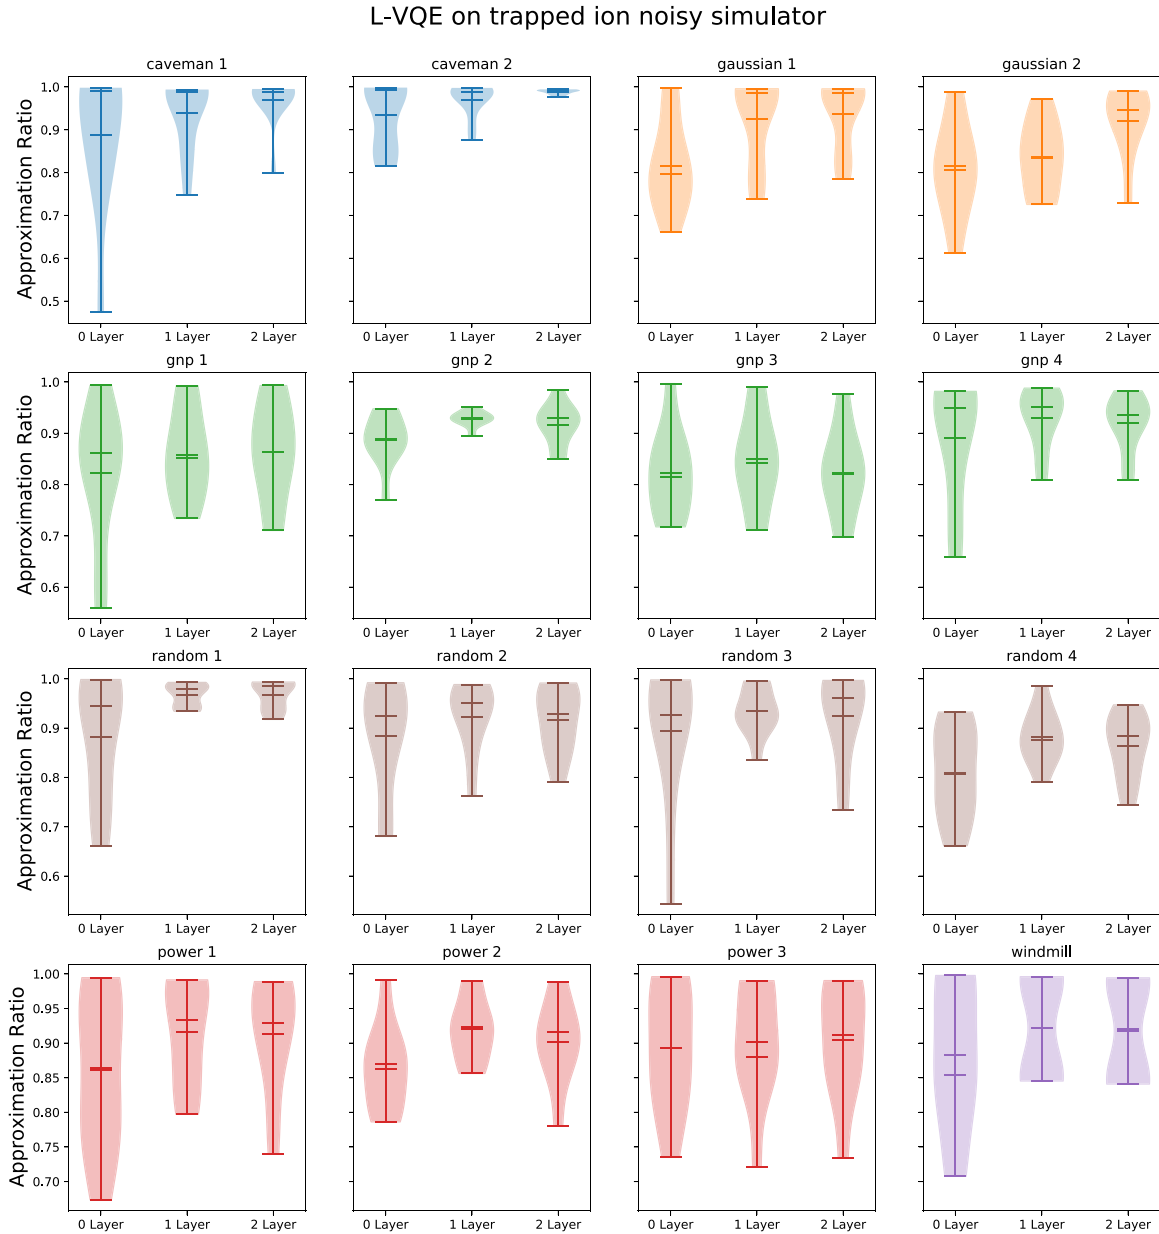 L-VQE on trapped ion noisy simulator
caveman 1
caveman 2
gaussian 1
gaussian 2
Approximation Ratio
1.0
0.9
0.8
0.7
0.6
0.5
0 Layer 1 Layer 2 Layer
0 Layer 1 Layer 2 Layer
0 Layer 1 Layer 2 Layer
0 Layer 1 Layer 2 Layer
gnp 1
gnp 2
gnp 3
gnp 4
Approximation Ratio
1.0
0.9
0.8
0.7
0.6
0 Layer 1 Layer 2 Layer
0 Layer 1 Layer 2 Layer
0 Layer 1 Layer 2 Layer
0 Layer 1 Layer 2 Layer
random 1
random 2
random 3
random 4
Approximation Ratio
1.0
0.9
0.8
0.7
0.6
0 Layer 1 Layer 2 Layer
0 Layer 1 Layer 2 Layer
0 Layer 1 Layer 2 Layer
0 Layer 1 Layer 2 Layer
power 1
power 2
power 3
windmill
Approximation Ratio
1.00
0.95
0.90
0.85
0.80
0.75
0.70
0 Layer 1 Layer 2 Layer
0 Layer 1 Layer 2 Layer
0 Layer 1 Layer 2 Layer
0 Layer 1 Layer 2 Layer